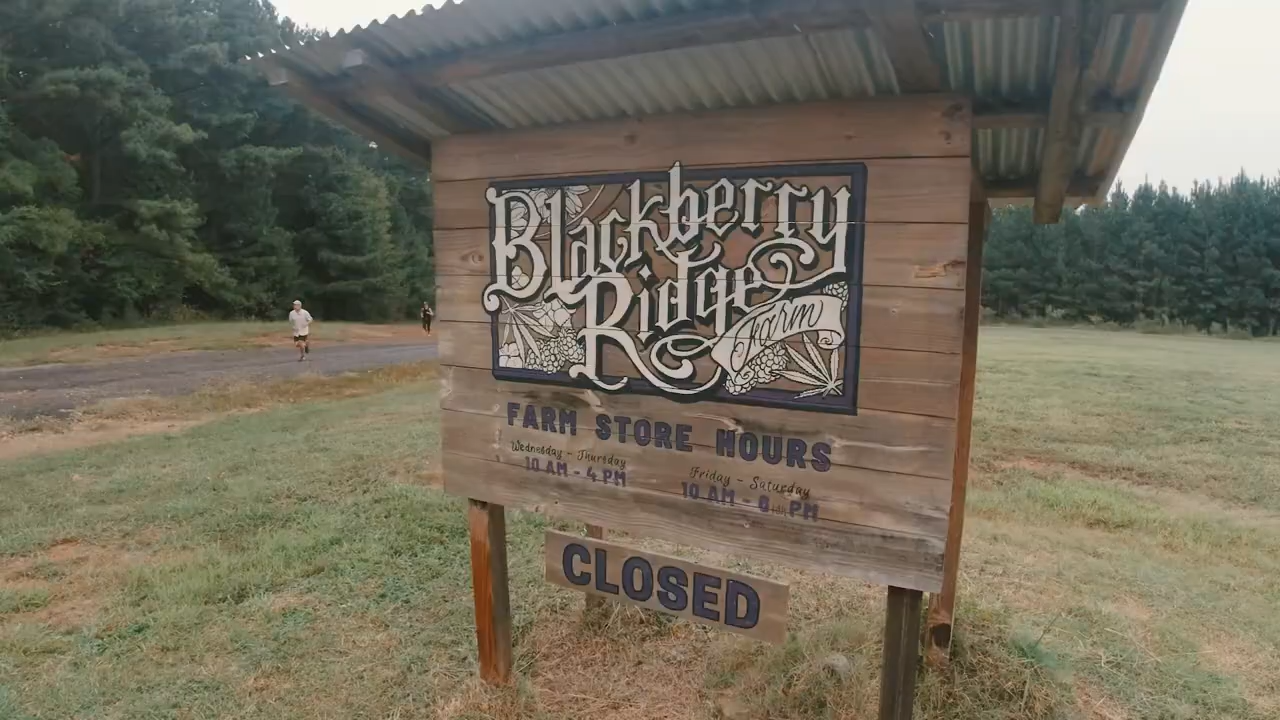 Blackberry
Ridge
Farm
FARM STORE HOURS
Wednesday - Thursday
10 AM - 4 PM
Friday - Saturday
10 AM - PM
CLOSED